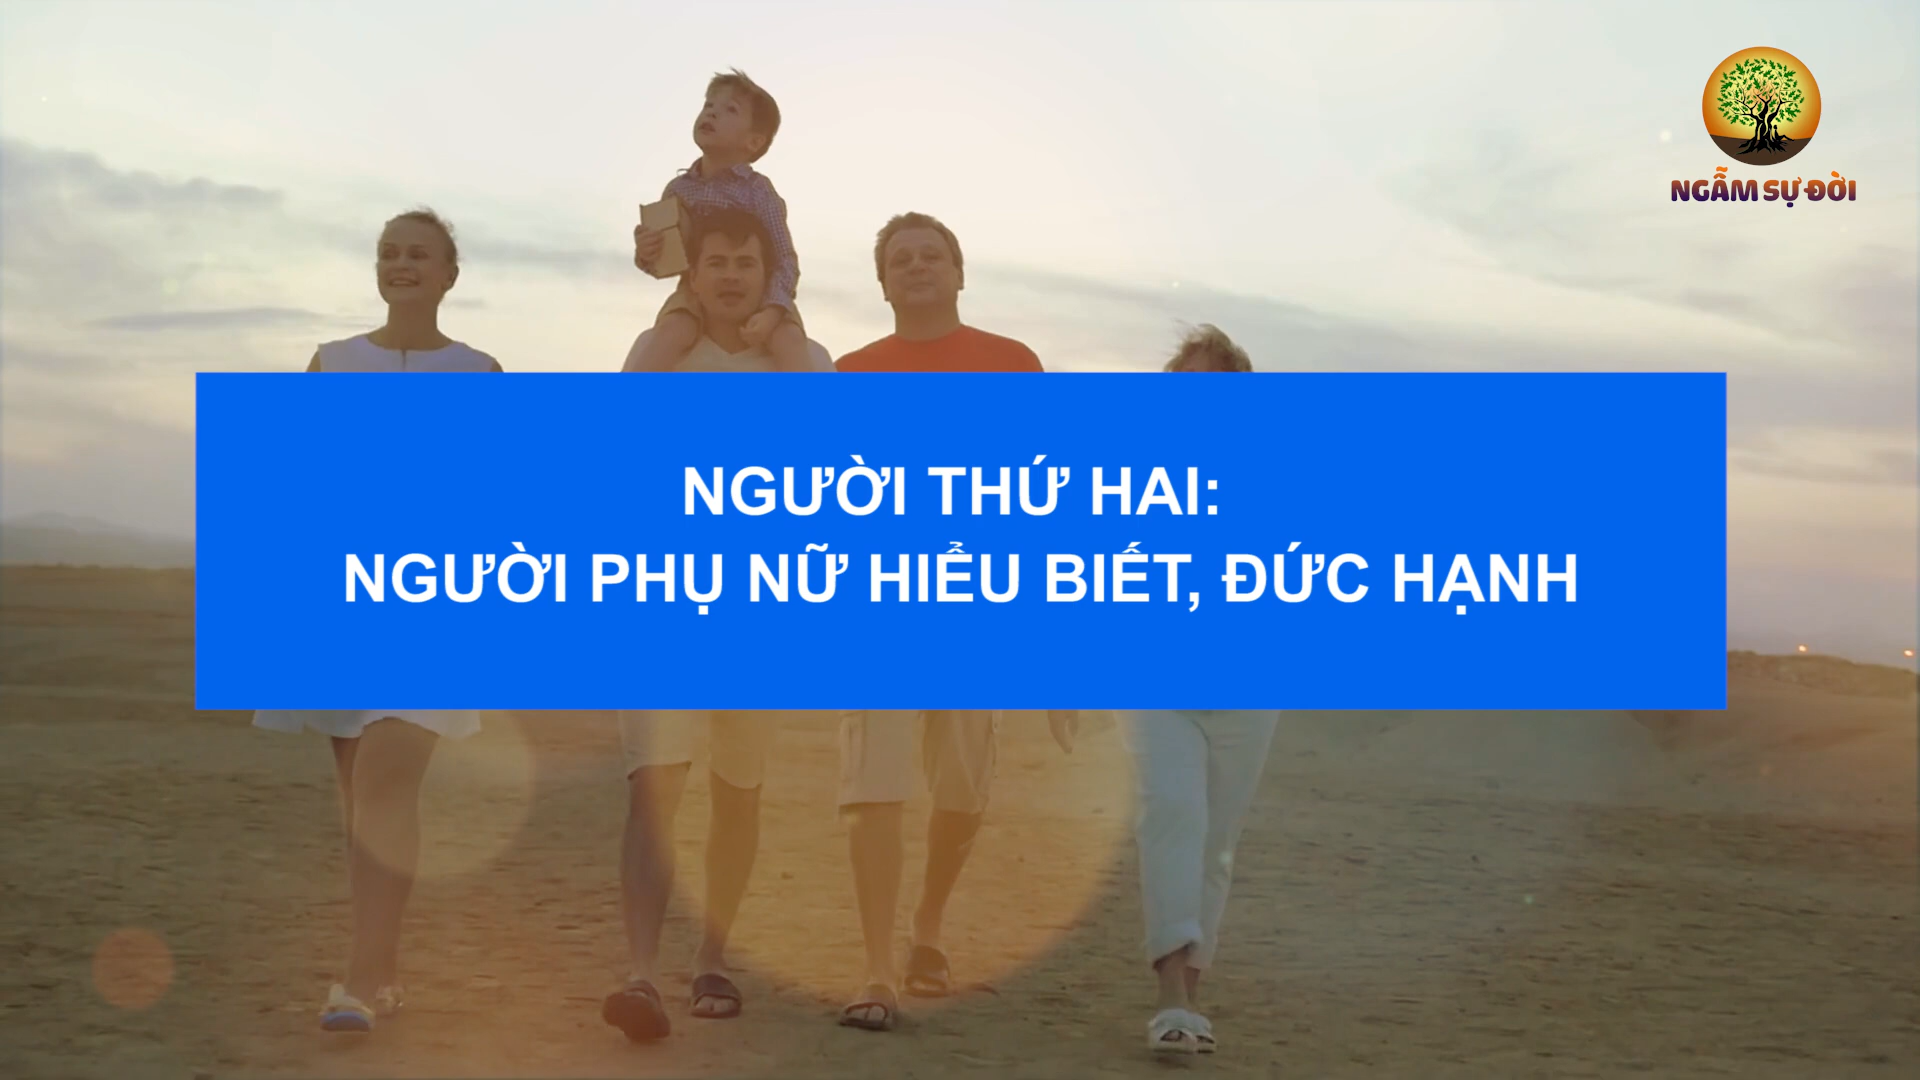 NGẪM SỰ ĐỜI
NGƯỜI THỨ HAI:
NGƯỜI PHỤ NỮ HIỂU BIẾT, ĐỨC HẠNH